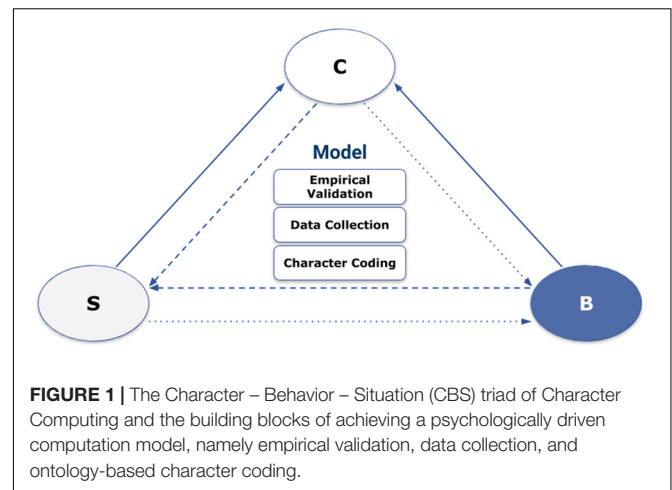 C
Model
Empirical
Validation
Data Collection
Character Coding
S
B
FIGURE 1 | The Character – Behavior – Situation (CBS) triad of Character
Computing and the building blocks of achieving a psychologically driven
computation model, namely empirical validation, data collection, and
ontology-based character coding.